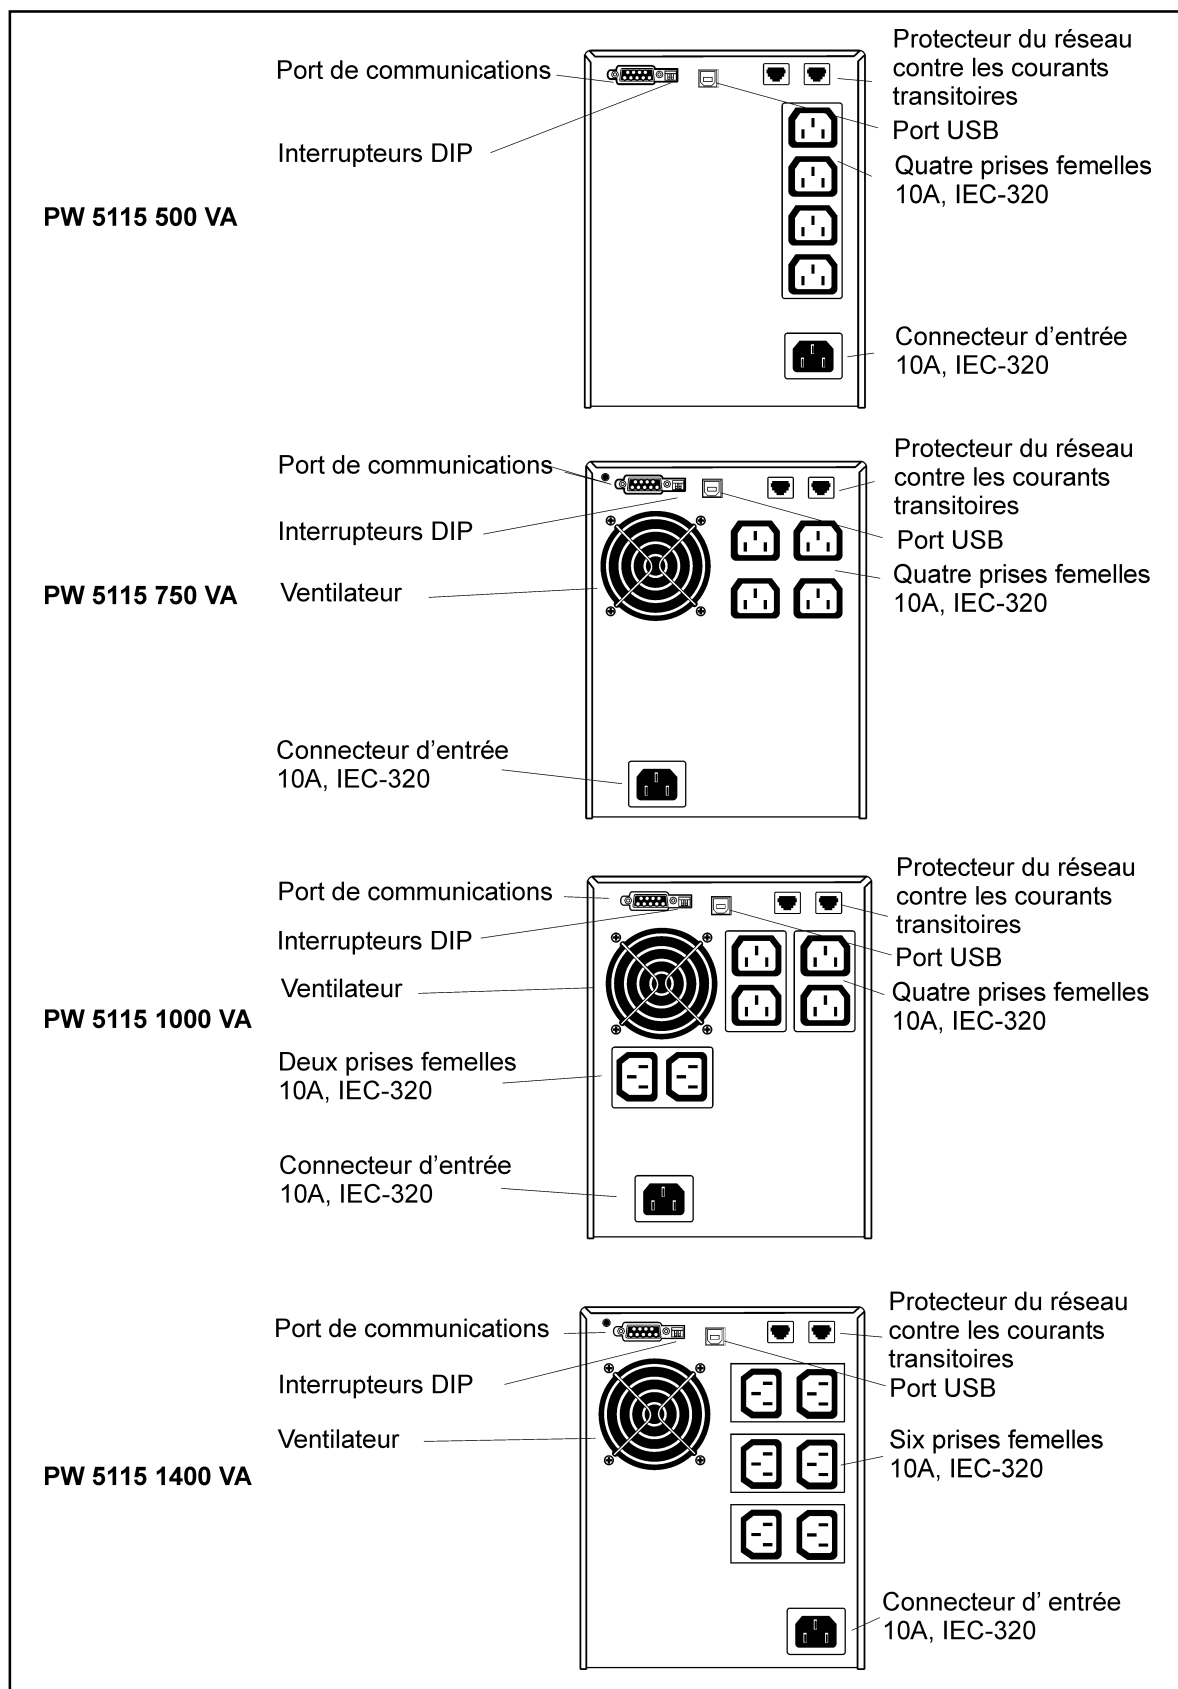 Port de communications
Interrupteurs DIP
PW 5115 500 VA
Protecteur du réseau
contre les courants
transitoires
Port USB
Quatre prises femelles
10A, IEC-320
Connecteur d’entrée
10A, IEC-320
Port de communications
Interrupteurs DIP
PW 5115 750 VA
Ventilateur
Connecteur d’entrée
10A, IEC-320
Protecteur du réseau
contre les courants
transitoires
Port USB
Quatre prises femelles
10A, IEC-320
Port de communications
Interrupteurs DIP
Ventilateur
PW 5115 1000 VA
Deux prises femelles
10A, IEC-320
Connecteur d’entrée
10A, IEC-320
Protecteur du réseau
contre les courants
transitoires
Port USB
Quatre prises femelles
10A, IEC-320
Port de communications
Interrupteurs DIP
Ventilateur
PW 5115 1400 VA
Protecteur du réseau
contre les courants
transitoires
Port USB
Six prises femelles
10A, IEC-320
Connecteur d’ entrée
10A, IEC-320